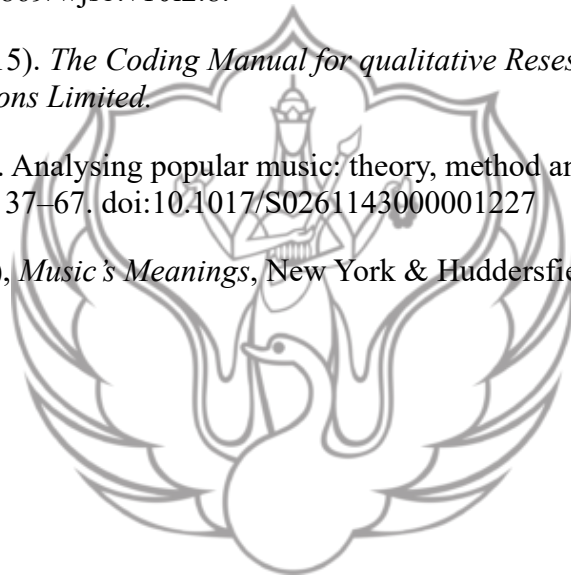 15). The Coding Manual for qualitative Reses
ons Limited.
. Analysing popular music: theory, method an
37–67. doi:10.1017/S0261143000001227
), Music’s Meanings, New York & Huddersfie